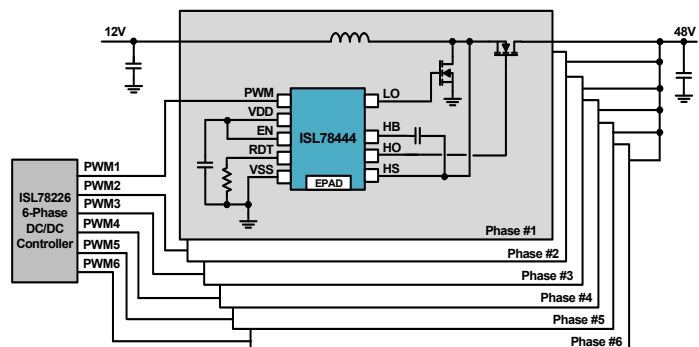 12V
48V
PWM
VDD
EN
RDT
VSS
ISL78444
EPAD
LO
HB
HO
HS
ISL78226
6-Phase
DC/DC
Controller
PWM1
PWM2
PWM3
PWM4
PWM5
PWM6
Phase #1
Phase #2
Phase #3
Phase #4
Phase #5
Phase #6